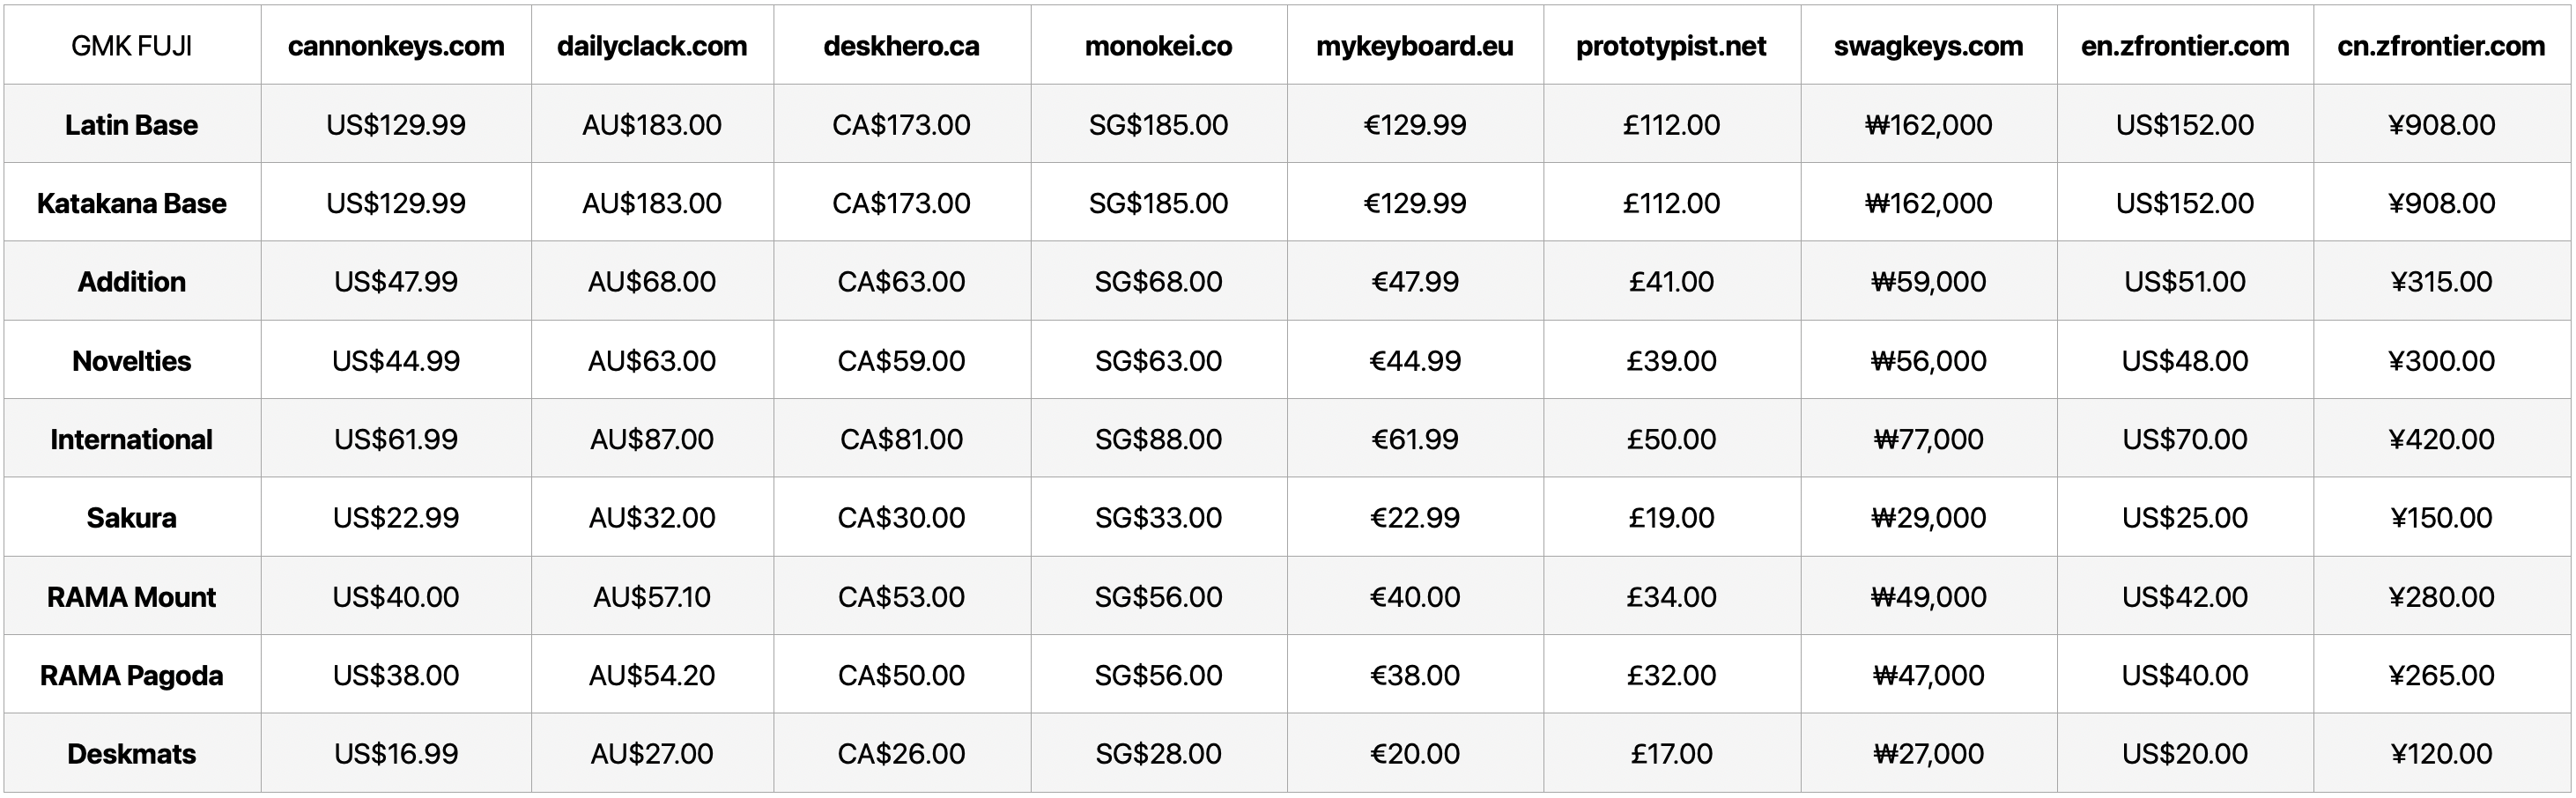 GMK FUJI cannonkeys.com dailyclack.com deskhero.ca monokei.co mykeyboard.eu prototypist.net swagkeys.com en.zfrontier.com cn.zfrontier.com
Latin Base US$129.99 AU$183.00 CA$173.00 SG$185.00 €129.99 £112.00 ₩162,000 US$152.00 ¥908.00
Katakana Base US$129.99 AU$183.00 CA$173.00 SG$185.00 €129.99 £112.00 ₩162,000 US$152.00 ¥908.00
Addition US$47.99 AU$68.00 CA$63.00 SG$68.00 €47.99 £41.00 ₩59,000 US$51.00 ¥315.00
Novelties US$44.99 AU$63.00 CA$59.00 SG$63.00 €44.99 £39.00 ₩56,000 US$48.00 ¥300.00
International US$61.99 AU$87.00 CA$81.00 SG$88.00 €61.99 £50.00 ₩77,000 US$70.00 ¥420.00
Sakura US$22.99 AU$32.00 CA$30.00 SG$33.00 €22.99 £19.00 ₩29,000 US$25.00 ¥150.00
RAMA Mount US$40.00 AU$57.10 CA$53.00 SG$56.00 €40.00 £34.00 ₩49,000 US$42.00 ¥280.00
RAMA Pagoda US$38.00 AU$54.20 CA$50.00 SG$56.00 €38.00 £32.00 ₩47,000 US$40.00 ¥265.00
Deskmats US$16.99 AU$27.00 CA$26.00 SG$28.00 €20.00 £17.00 ₩27,000 US$20.00 ¥120.00